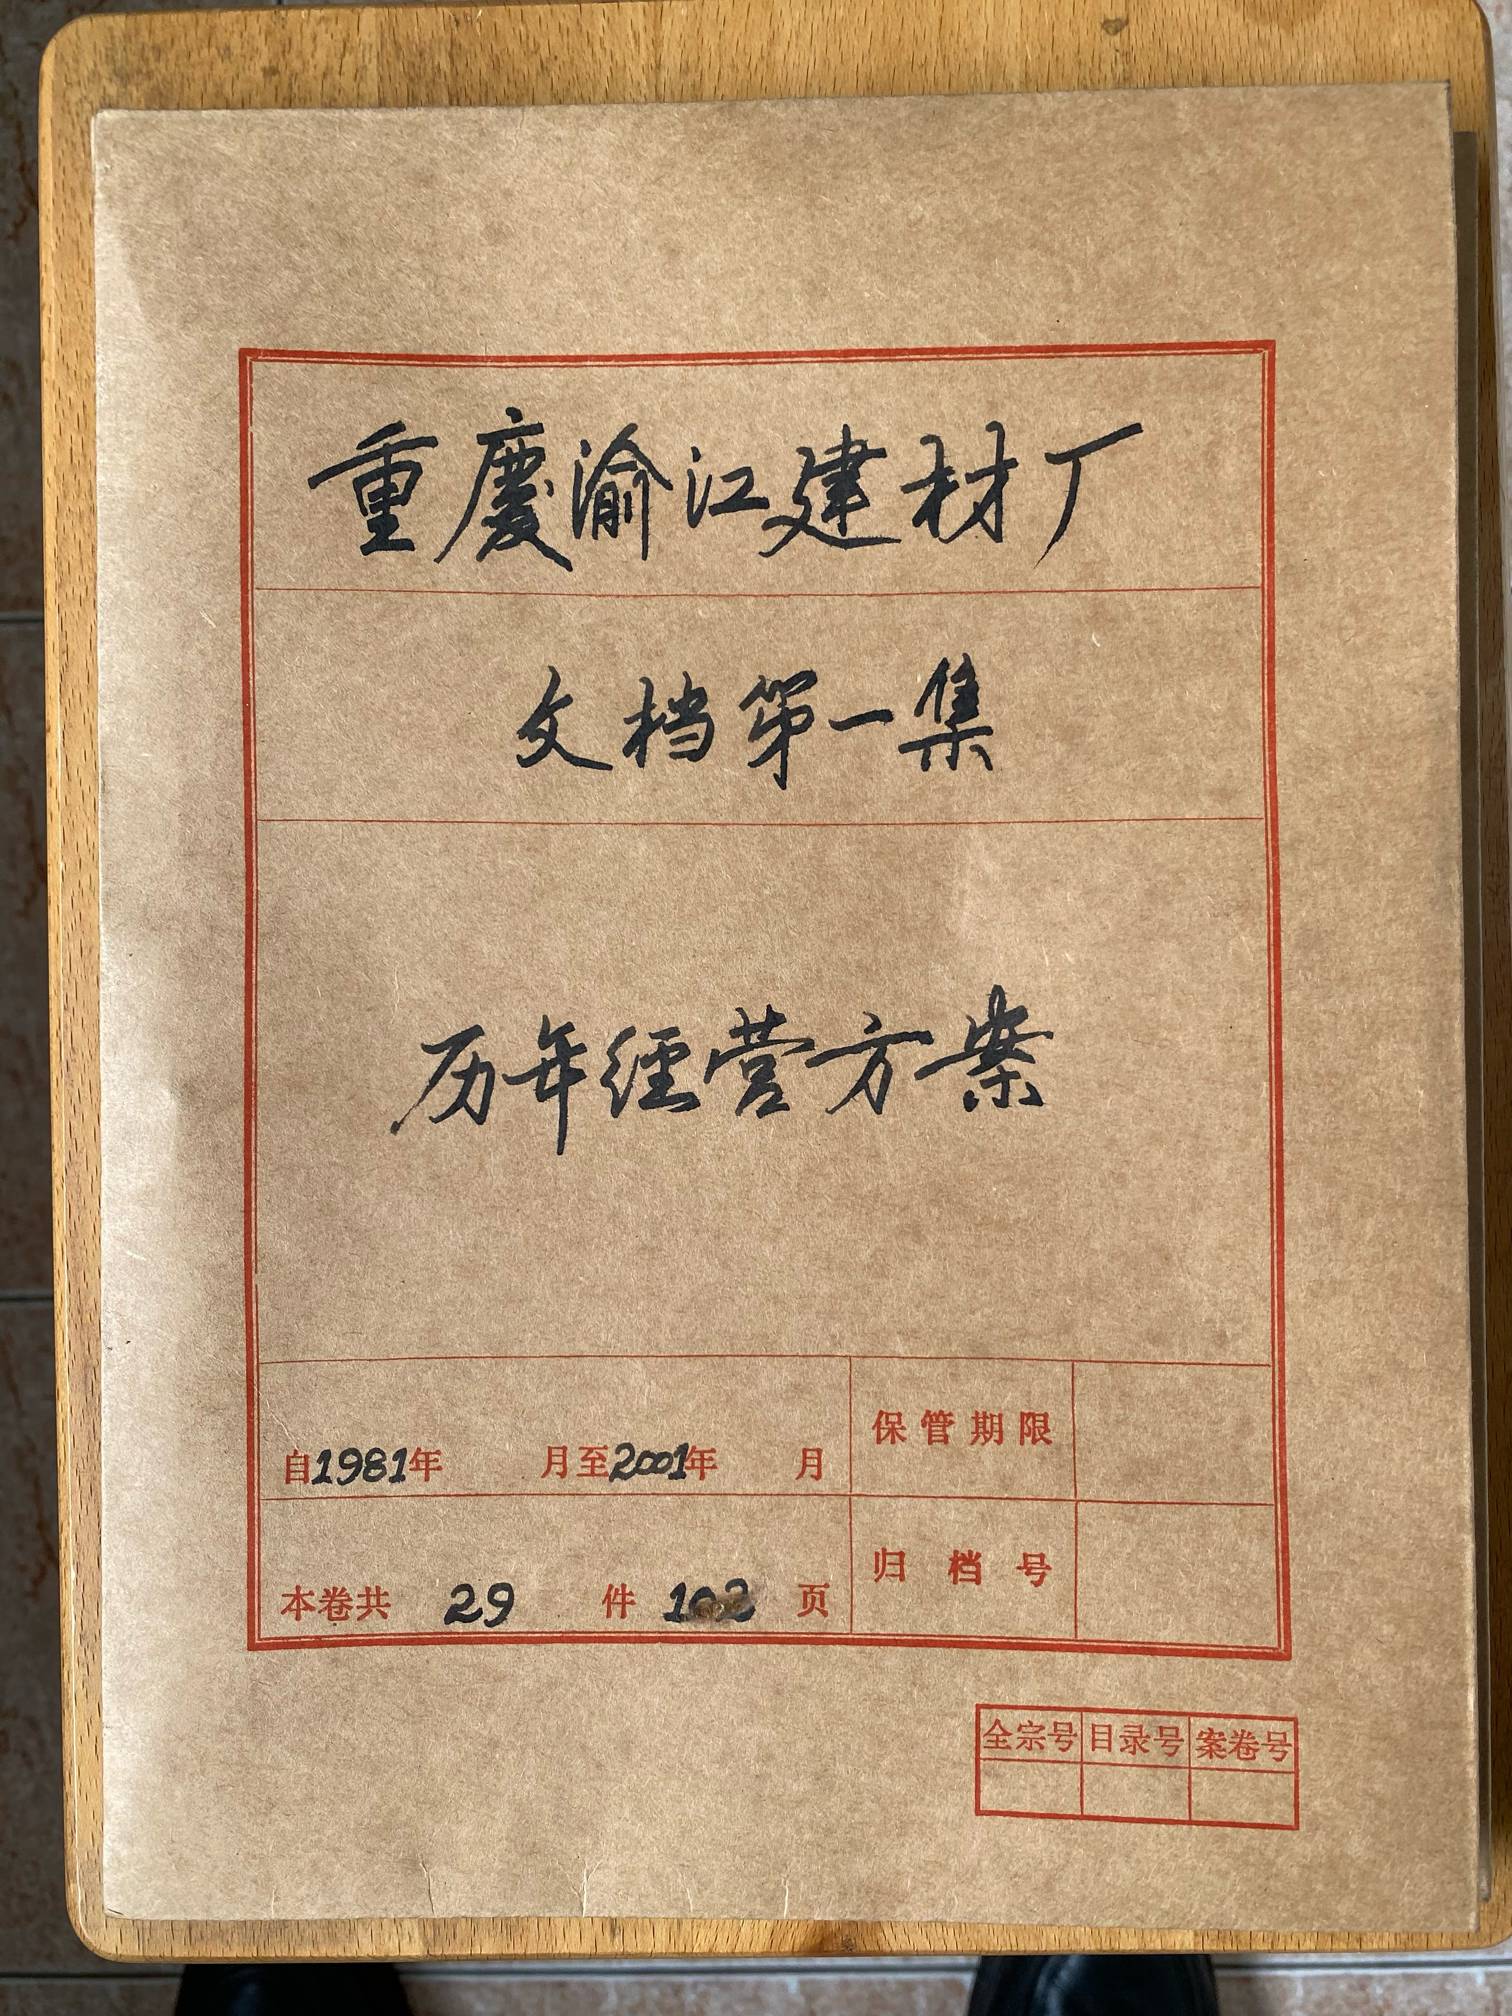 重慶渝江建材厂
文档第一集
历年经营方案
自1981年 月至2001年 月
保管期限
本卷共 29 件 102 页
归档号
全宗号 目录号 案卷号